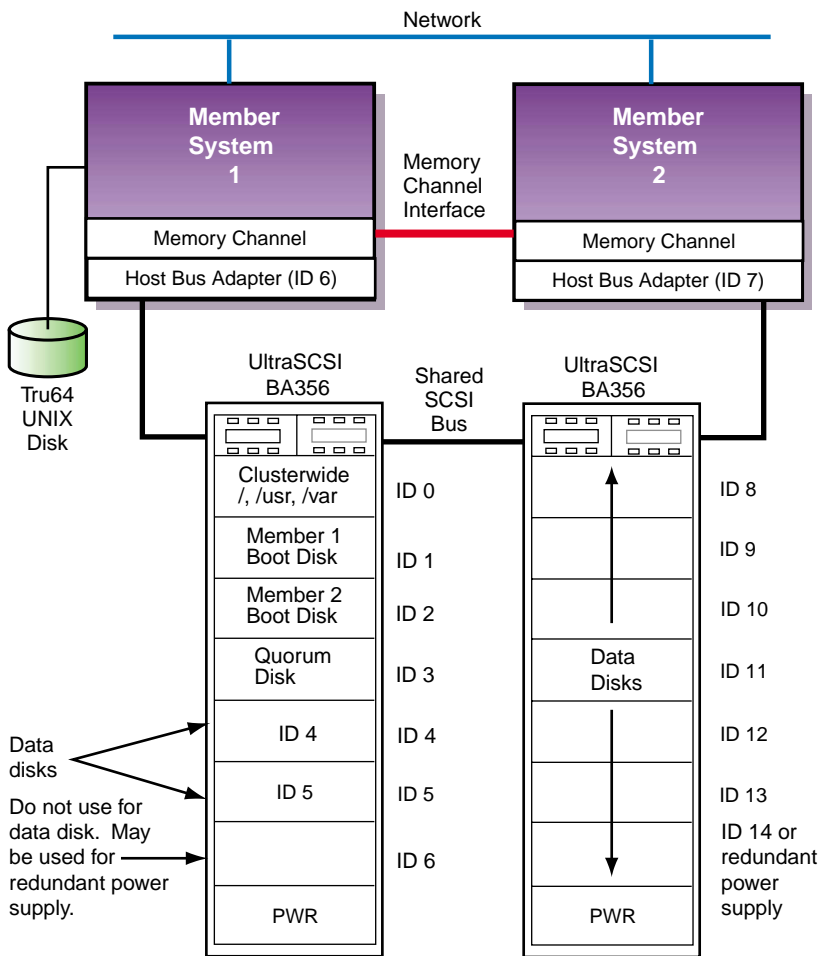 Network
Member
System
1
Member
System
2
Memory
Channel
Interface
Memory Channel
Memory Channel
Host Bus Adapter (ID 6)
Host Bus Adapter (ID 7)
Tru64
UNIX
Disk
UltraSCSI
BA356
Shared
SCSI
Bus
UltraSCSI
BA356
Clusterwide
/, /usr, /var
ID 0
ID 8
Member 1
Boot Disk
ID 1
ID 9
Member 2
Boot Disk
ID 2
ID 10
Quorum
Disk
ID 3
Data
Disks
ID 11
Data
disks
ID 4
ID 4
ID 12
ID 5
ID 5
ID 13
Do not use for
data disk. May
be used for
redundant power
supply.
ID 6
ID 14 or
redundant
power
supply
PWR
PWR